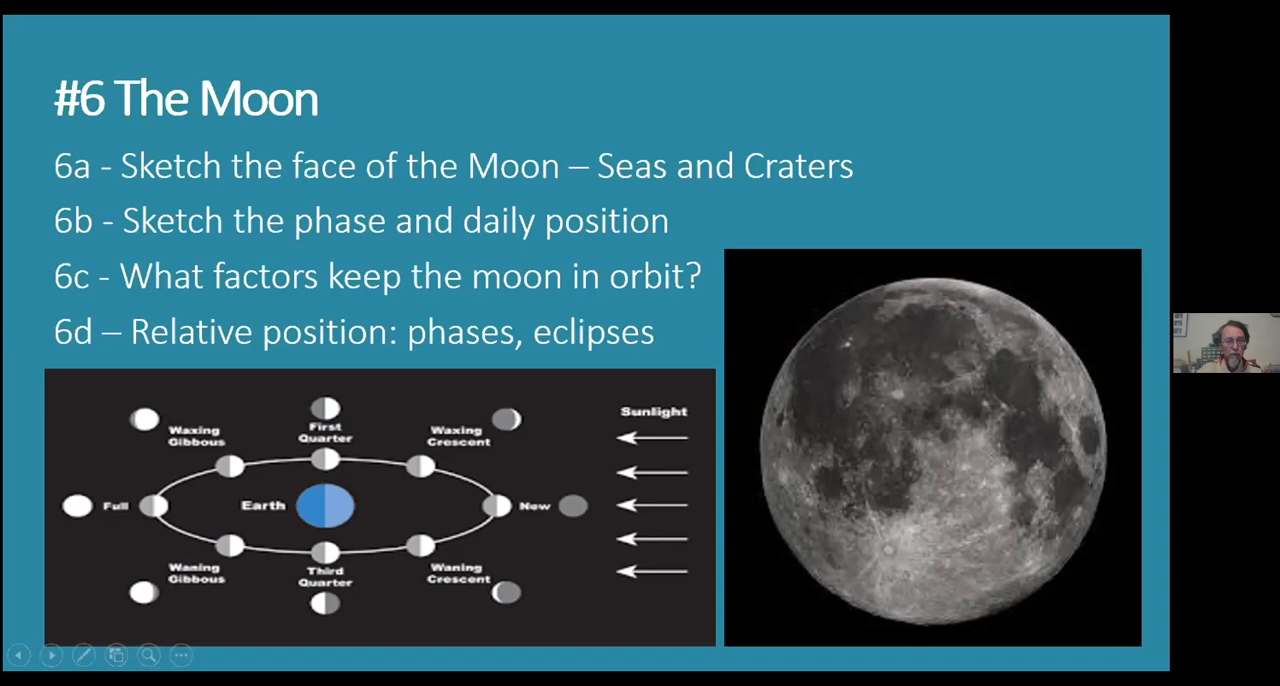 #6 The Moon
6a - Sketch the face of the Moon – Seas and Craters
6b - Sketch the phase and daily position
6c - What factors keep the moon in orbit?
6d – Relative position: phases, eclipses
Waxing
Gibbous
First
Quarter
Waxing
Crescent
Sunlight
Full
Earth
New
Waning
Gibbous
Third
Quarter
Waning
Crescent